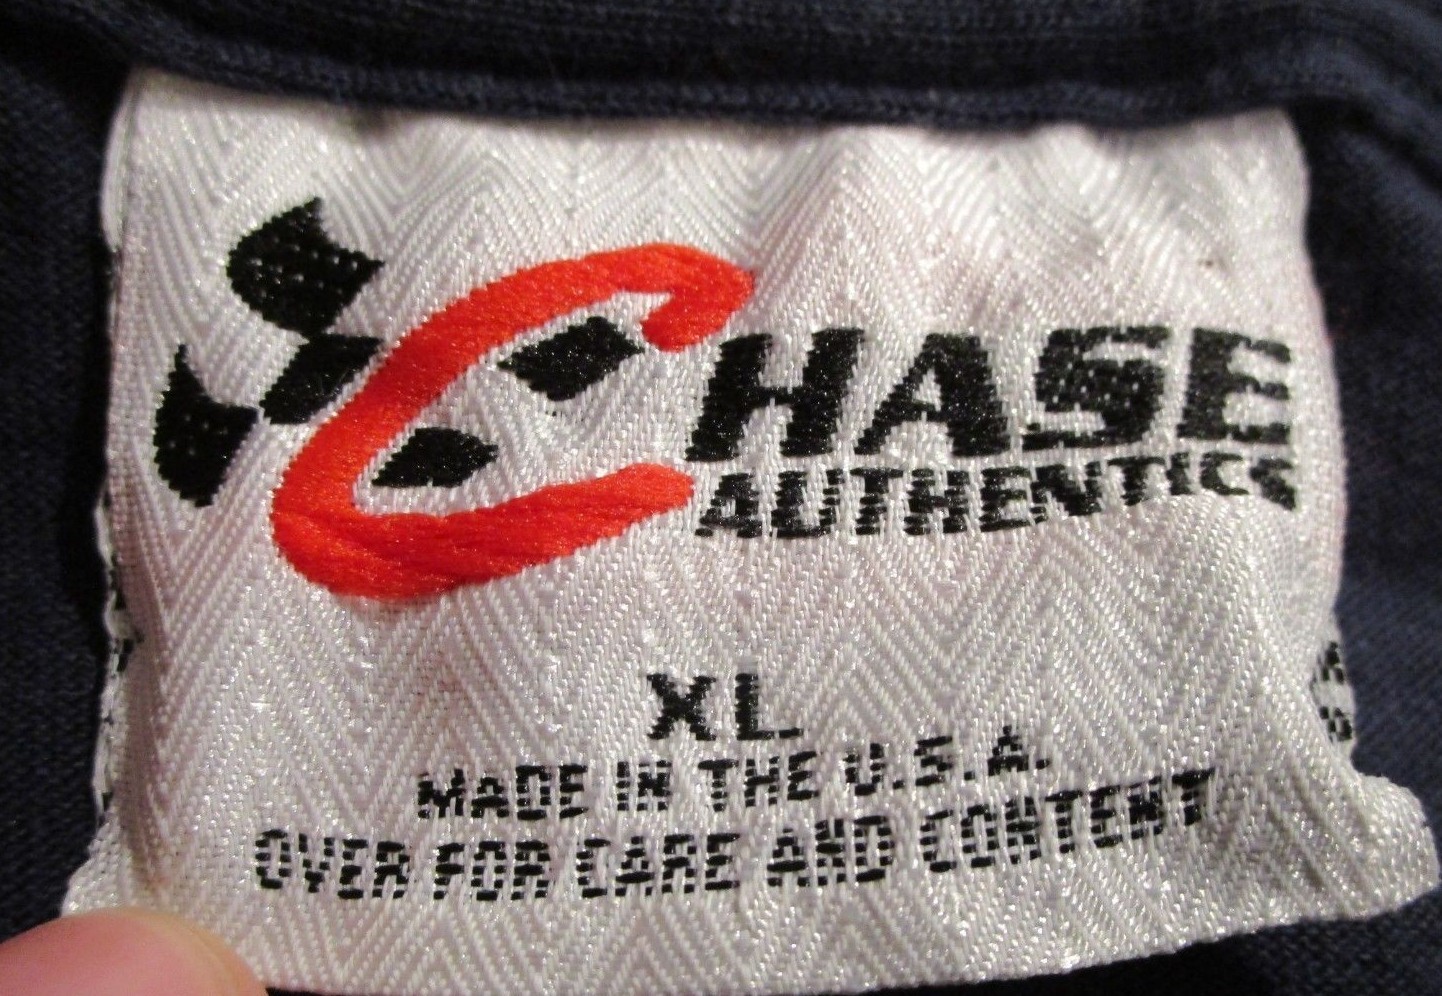 CHASE
AUTHENTICS
XL
MADE IN THE U.S.A.
OVER FOR CARE AND CONTENT